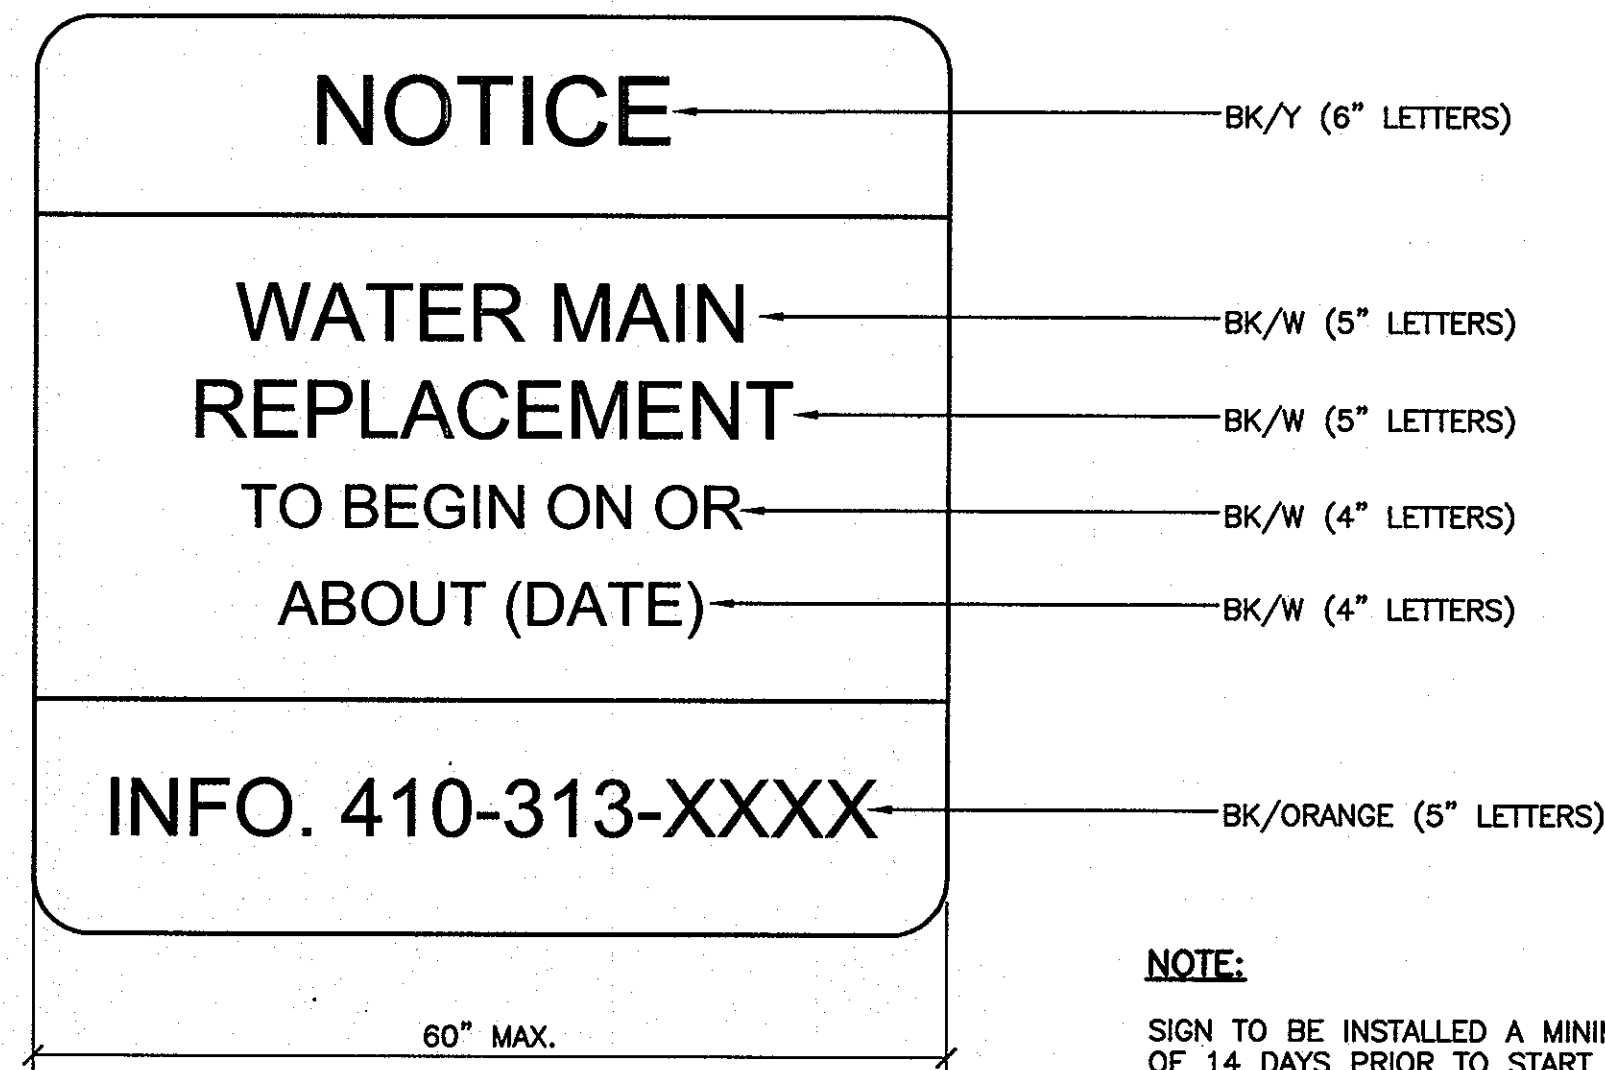 NOTICE
BK/Y (6" LETTERS)
WATER MAIN
BK/W (5" LETTERS)
REPLACEMENT
BK/W (5" LETTERS)
TO BEGIN ON OR
BK/W (4" LETTERS)
ABOUT (DATE)
BK/W (4" LETTERS)
INFO. 410-313-XXXX
BK/ORANGE (5" LETTERS)
NOTE:
60" MAX.
SIGN TO BE INSTALLED A
OF 14 DAYS PRIOR TO START